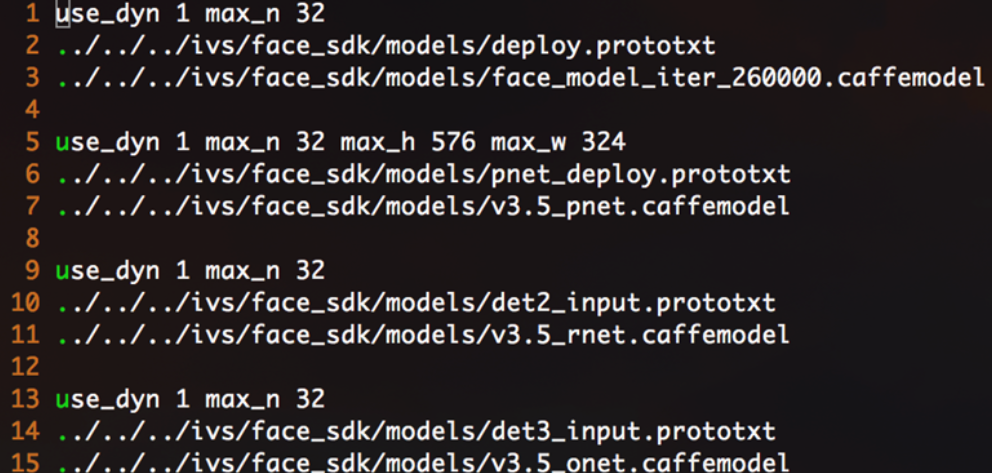 1 use_dyn 1 max_n 32
2 ../../../ivs/face_sdk/models/deploy.prototxt
3 ../../../ivs/face_sdk/models/face_model_iter_260000.caffemodel
4
5 use_dyn 1 max_n 32 max_h 576 max_w 324
6 ../../../ivs/face_sdk/models/pnet_deploy.prototxt
7 ../../../ivs/face_sdk/models/v3.5_pnet.caffemodel
8
9 use_dyn 1 max_n 32
10 ../../../ivs/face_sdk/models/det2_input.prototxt
11 ../../../ivs/face_sdk/models/v3.5_rnet.caffemodel
12
13 use_dyn 1 max_n 32
14 ../../../ivs/face_sdk/models/det3_input.prototxt
15 ../../../ivs/face_sdk/models/v3.5_onet.caffemodel